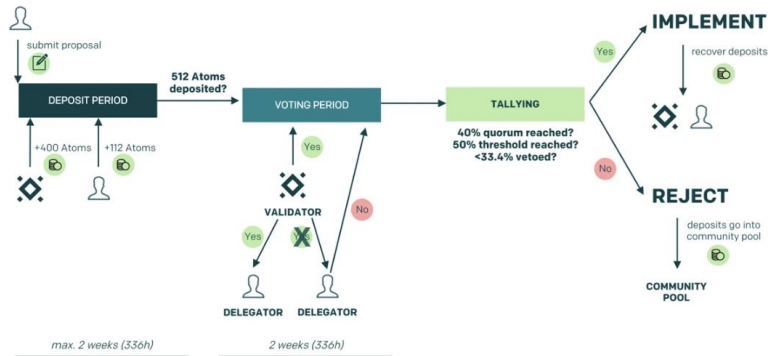 submit proposal
DEPOSIT PERIOD
+400 Atoms
+112 Atoms
512 Atoms
deposited?
VOTING PERIOD
Yes
VALIDATOR
Yes
Yes
No
DELEGATOR
DELEGATOR
TALLYING
40% quorum reached?
50% threshold reached?
<33.4% vetoed?
Yes
No
IMPLEMENT
recover deposits
REJECT
deposits go into
community pool
COMMUNITY
POOL
max. 2 weeks (336h)
2 weeks (336h)